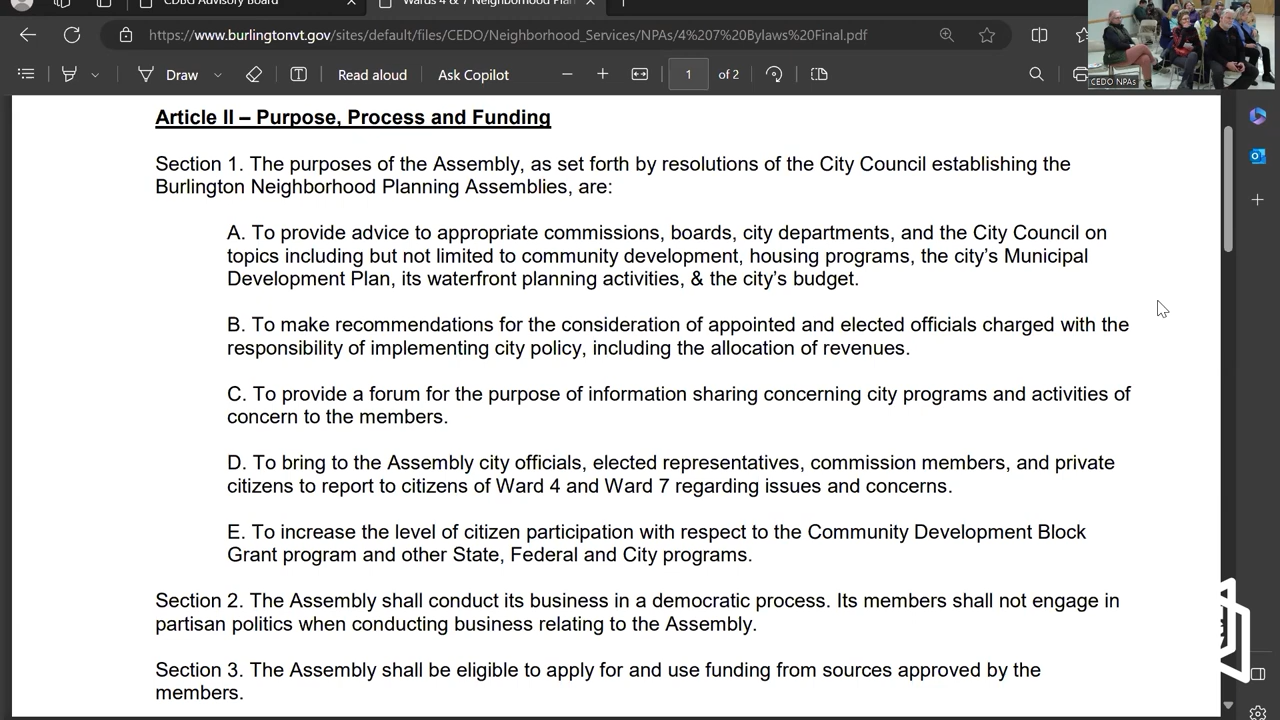 CDBG Advisory Board
Wards 4 & 7 Neighborhood Plan
https://www.burlingtonvt.gov/sites/default/files/CEDO/Neighborhood_Services/NPAs/4%207%20Bylaws%20Final.pdf
Draw
Read aloud
Ask Copilot
1
of 2
CEDO NPAs
Article II – Purpose, Process and Funding
Section 1. The purposes of the Assembly, as set forth by resolutions of the City Council establishing the
Burlington Neighborhood Planning Assemblies, are:
A. To provide advice to appropriate commissions, boards, city departments, and the City Council on
topics including but not limited to community development, housing programs, the city's Municipal
Development Plan, its waterfront planning activities, & the city's budget.
B. To make recommendations for the consideration of appointed and elected officials charged with the
responsibility of implementing city policy, including the allocation of revenues.
C. To provide a forum for the purpose of information sharing concerning city programs and activities of
concern to the members.
D. To bring to the Assembly city officials, elected representatives, commission members, and private
citizens to report to citizens of Ward 4 and Ward 7 regarding issues and concerns.
E. To increase the level of citizen participation with respect to the Community Development Block
Grant program and other State, Federal and City programs.
Section 2. The Assembly shall conduct its business in a democratic process. Its members shall not engage in
partisan politics when conducting business relating to the Assembly.
Section 3. The Assembly shall be eligible to apply for and use funding from sources approved by the
members.